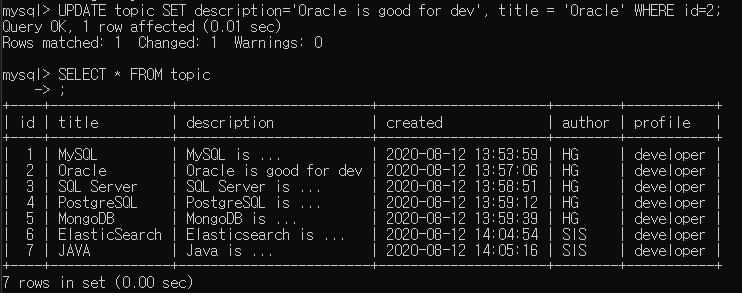 mysql> UPDATE topic SET description='Oracle is good for dev', title = 'Oracle' WHERE id=2;
Query OK, 1 row affected (0.01 sec)
Rows matched: 1  Changed: 1  Warnings: 0

mysql> SELECT * FROM topic
    -> ;
+----+---------------+------------------------+---------------------+--------+-----------+
| id | title         | description            | created             | author | profile   |
+----+---------------+------------------------+---------------------+--------+-----------+
|  1 | MySQL         | MySQL is ...           | 2020-08-12 13:53:59 | HG     | developer |
|  2 | Oracle        | Oracle is good for dev | 2020-08-12 13:57:06 | HG     | developer |
|  3 | SQL Server    | SQL Server is ...      | 2020-08-12 13:58:51 | HG     | developer |
|  4 | PostgreSQL    | PostgreSQL is ...      | 2020-08-12 13:59:12 | HG     | developer |
|  5 | MongoDB       | MongoDB is ...         | 2020-08-12 13:59:39 | HG     | developer |
|  6 | ElasticSearch | Elasticsearch is ...   | 2020-08-12 14:04:54 | SIS    | developer |
|  7 | JAVA          | Java is ...            | 2020-08-12 14:05:16 | SIS    | developer |
+----+---------------+------------------------+---------------------+--------+-----------+
7 rows in set (0.00 sec)